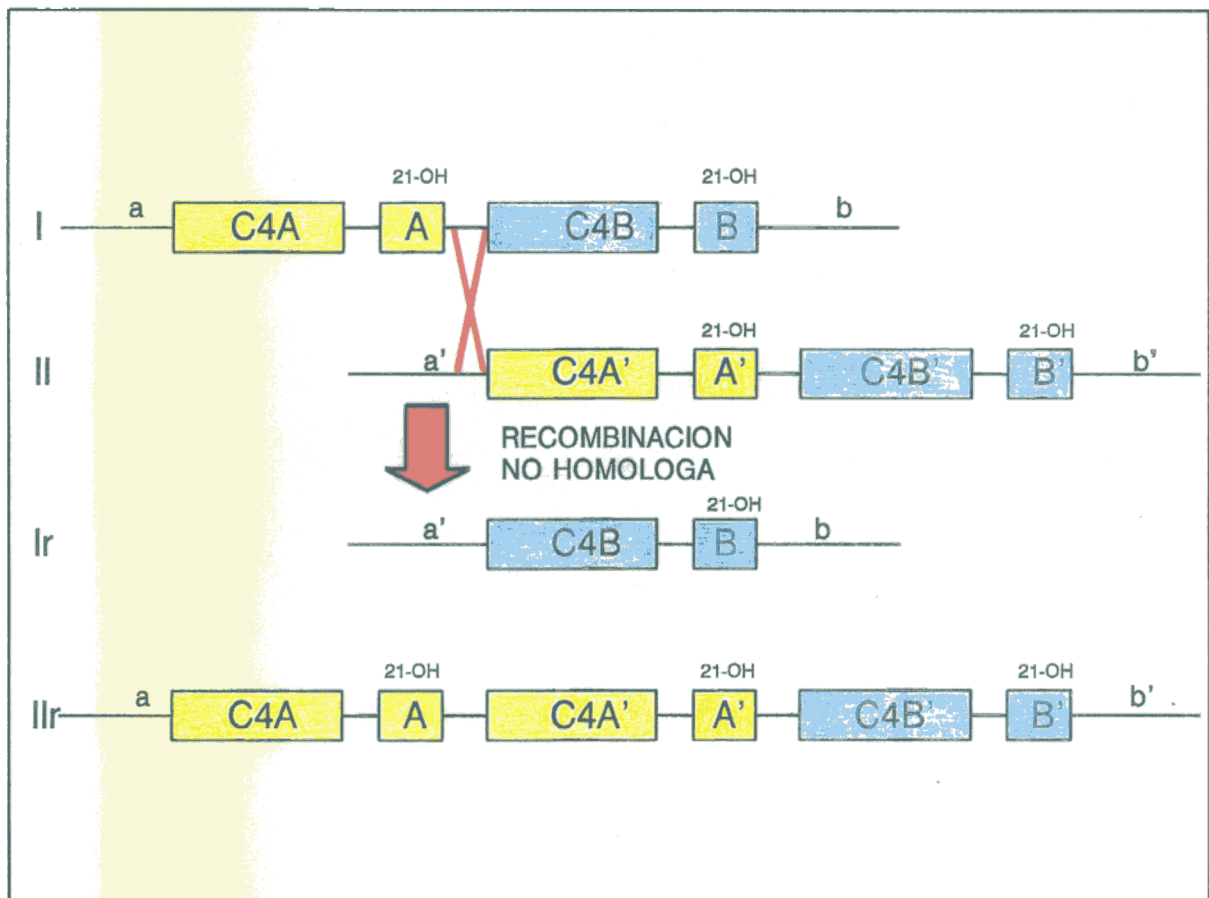 21-OH 21-OH
I a C4A A C4B B b
21-OH 21-OH
II a' C4A' A' C4B' B' b'
RECOMBINACION
NO HOMOLOGA
21-OH
Ir a' C4B B b
21-OH 21-OH 21-OH
IIr a C4A A C4A' A' C4B' B' b'